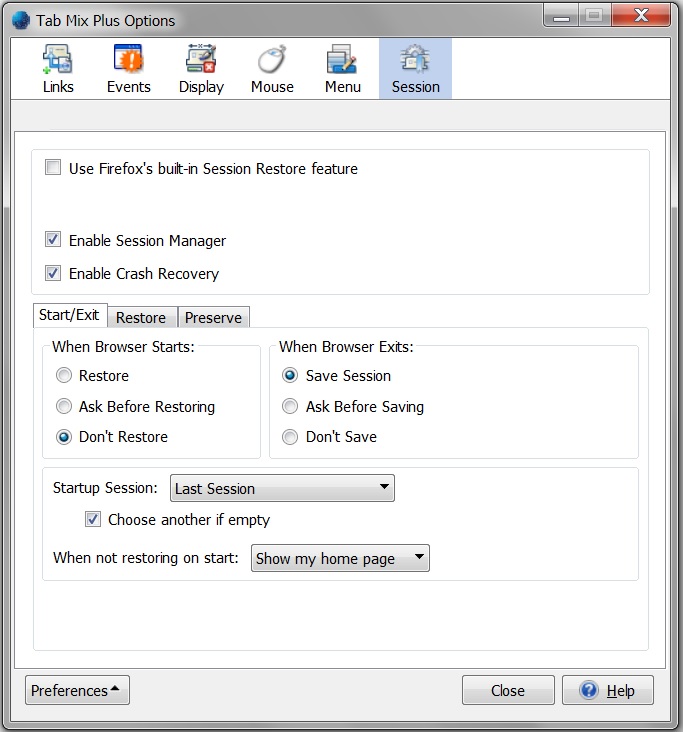 Tab Mix Plus Options
Links Events Display Mouse Menu Session
Use Firefox's built-in Session Restore feature
Enable Session Manager
Enable Crash Recovery
Start/Exit Restore Preserve
When Browser Starts: When Browser Exits:
Restore Save Session
Ask Before Restoring Ask Before Saving
Don't Restore Don't Save
Startup Session: Last Session
Choose another if empty
When not restoring on start: Show my home page
Preferences Close Help